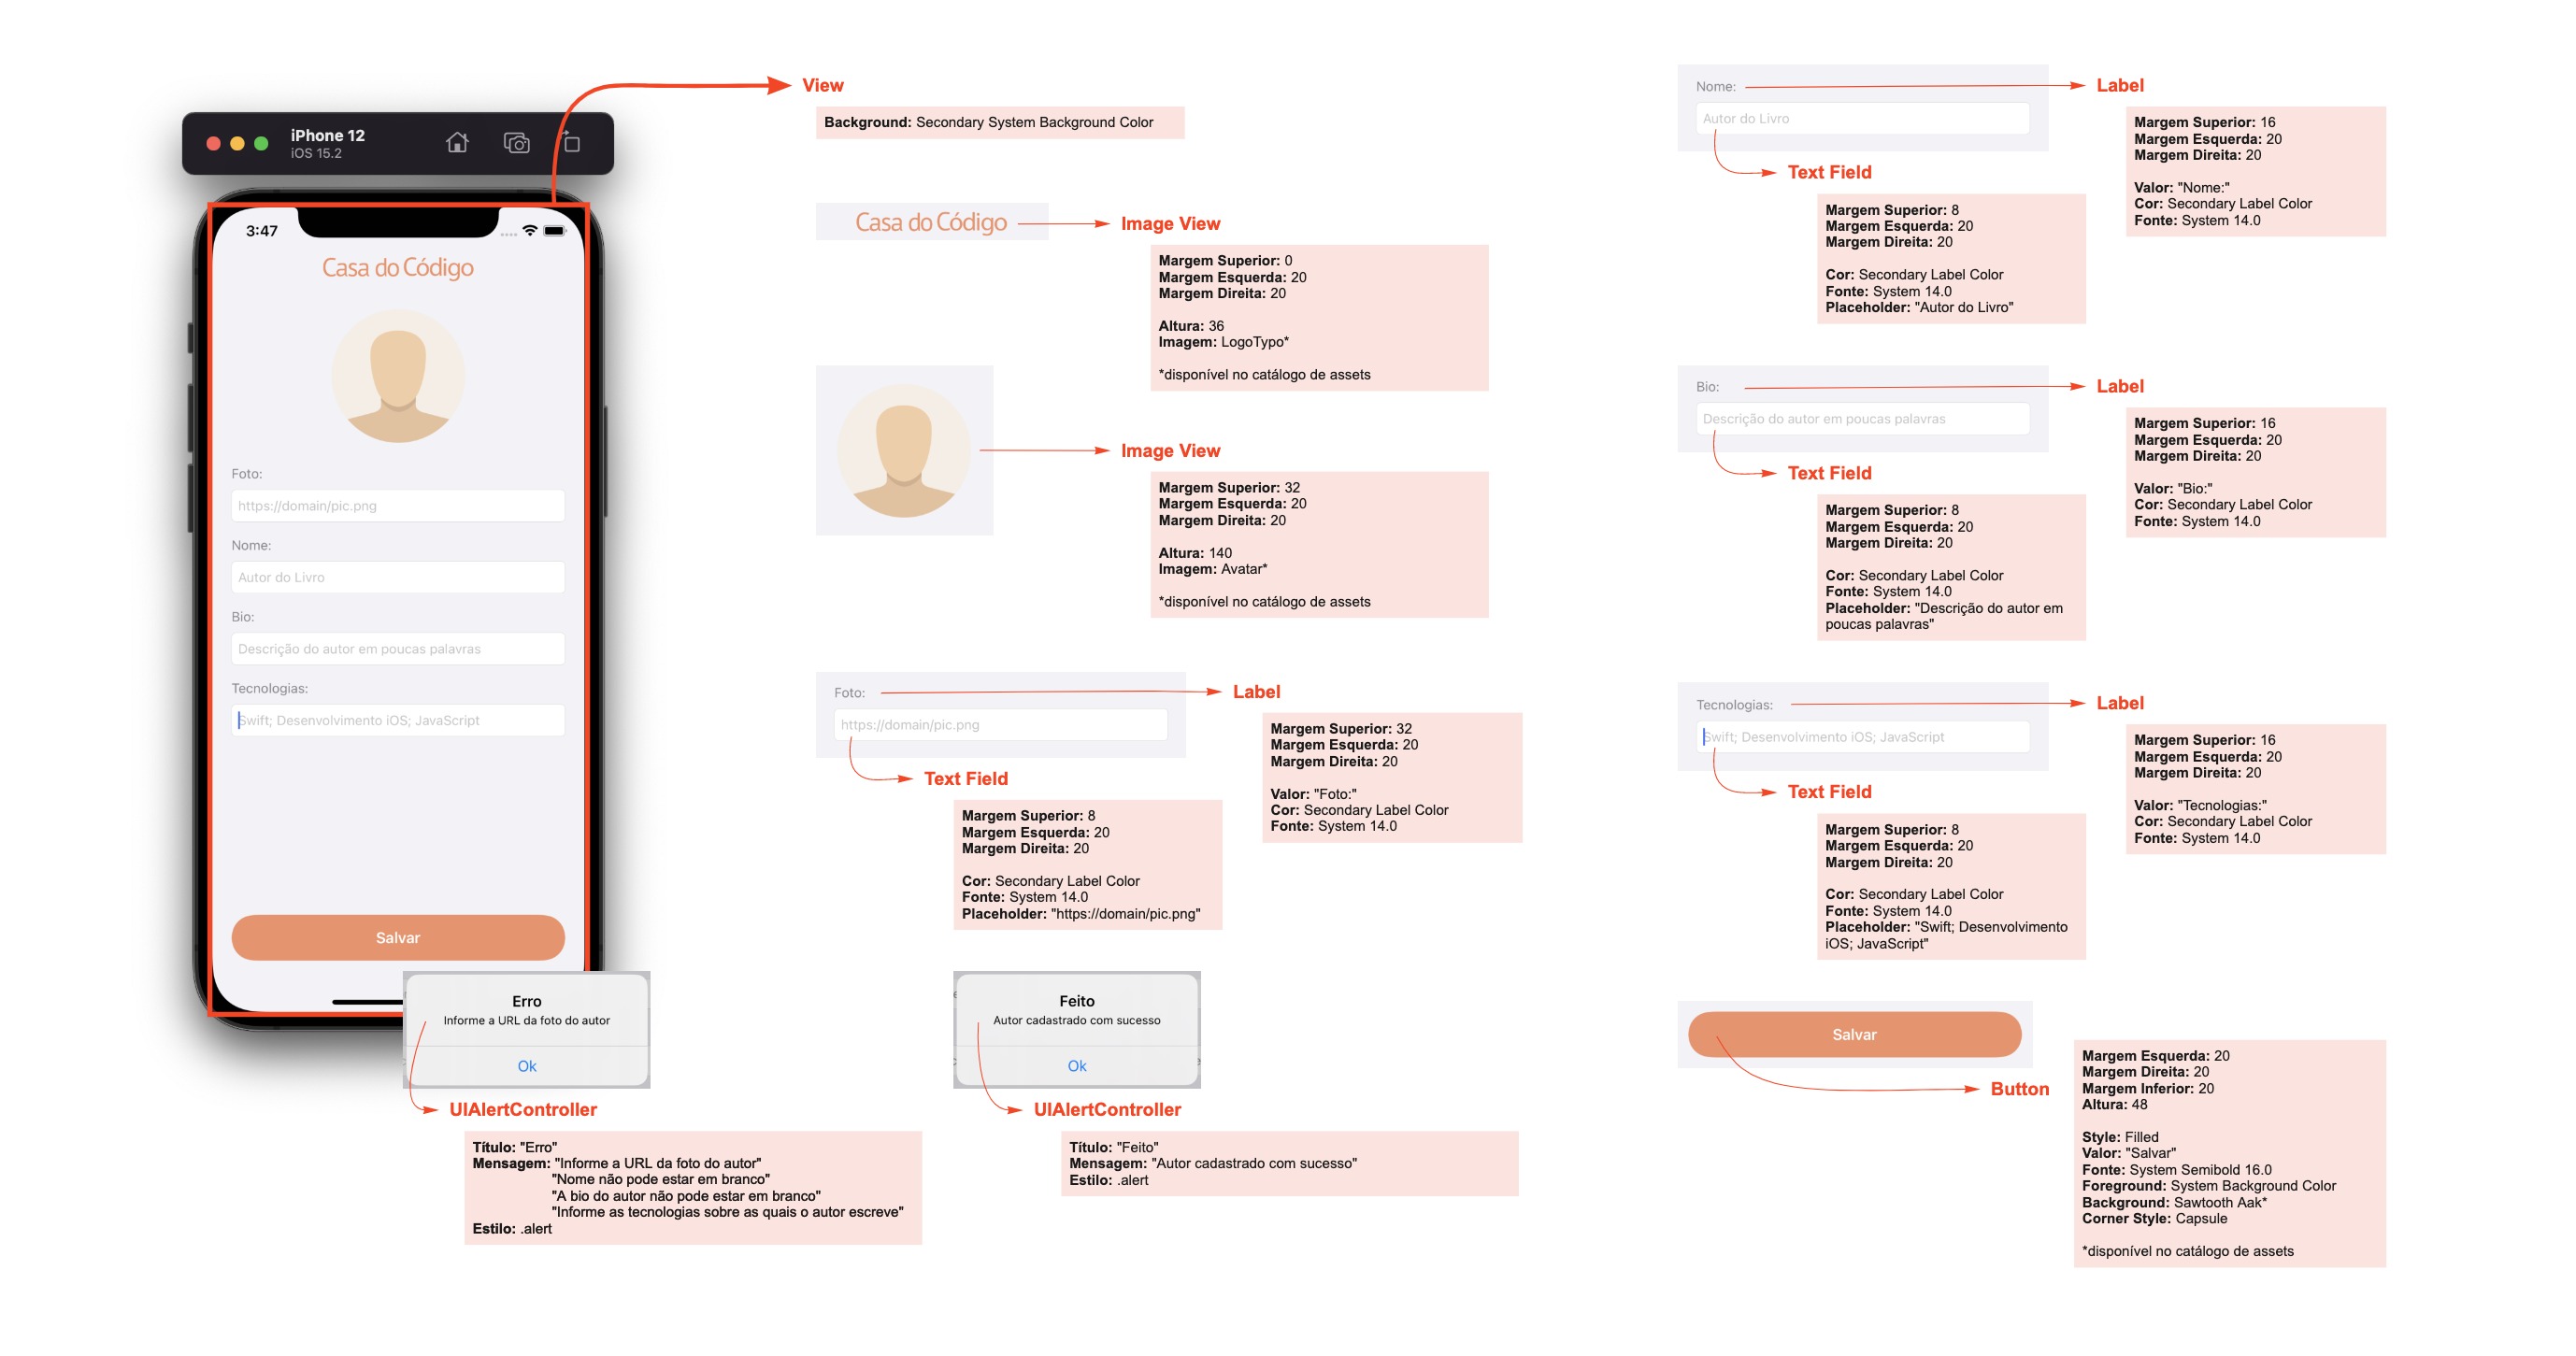 iPhone 12
iOS 15.2
3:47
Casa do Código
Foto:
https://domain/pic.png
Nome:
Autor do Livro
Bio:
Descrição do autor em poucas palavras
Tecnologias:
Swift; Desenvolvimento iOS; JavaScript
Salvar
Erro
Informe a URL da foto do autor
Ok
UIAlertController
Título: "Erro"
Mensagem: "Informe a URL da foto do autor"
"Nome não pode estar em branco"
"A bio do autor não pode estar em branco"
"Informe as tecnologias sobre as quais o autor escreve"
Estilo: .alert
View
Background: Secondary System Background Color
Casa do Código
Image View
Margem Superior: 0
Margem Esquerda: 20
Margem Direita: 20
Altura: 36
Imagem: LogoTypo*
*disponível no catálogo de assets
Image View
Margem Superior: 32
Margem Esquerda: 20
Margem Direita: 20
Altura: 140
Imagem: Avatar*
*disponível no catálogo de assets
Foto:
https://domain/pic.png
Label
Margem Superior: 32
Margem Esquerda: 20
Margem Direita: 20
Valor: "Foto:"
Cor: Secondary Label Color
Fonte: System 14.0
Text Field
Margem Superior: 8
Margem Esquerda: 20
Margem Direita: 20
Cor: Secondary Label Color
Fonte: System 14.0
Placeholder: "https://domain/pic.png"
Feito
Autor cadastrado com sucesso
Ok
UIAlertController
Título: "Feito"
Mensagem: "Autor cadastrado com sucesso"
Estilo: .alert
Nome:
Autor do Livro
Label
Margem Superior: 16
Margem Esquerda: 20
Margem Direita: 20
Valor: "Nome:"
Cor: Secondary Label Color
Fonte: System 14.0
Text Field
Margem Superior: 8
Margem Esquerda: 20
Margem Direita: 20
Cor: Secondary Label Color
Fonte: System 14.0
Placeholder: "Autor do Livro"
Bio:
Descrição do autor em poucas palavras
Label
Margem Superior: 16
Margem Esquerda: 20
Margem Direita: 20
Valor: "Bio:"
Cor: Secondary Label Color
Fonte: System 14.0
Text Field
Margem Superior: 8
Margem Esquerda: 20
Margem Direita: 20
Cor: Secondary Label Color
Fonte: System 14.0
Placeholder: "Descrição do autor em
poucas palavras"
Tecnologias:
Swift; Desenvolvimento iOS; JavaScript
Label
Margem Superior: 16
Margem Esquerda: 20
Margem Direita: 20
Valor: "Tecnologias:"
Cor: Secondary Label Color
Fonte: System 14.0
Text Field
Margem Superior: 8
Margem Esquerda: 20
Margem Direita: 20
Cor: Secondary Label Color
Fonte: System 14.0
Placeholder: "Swift; Desenvolvimento
iOS; JavaScript"
Salvar
Button
Margem Esquerda: 20
Margem Direita: 20
Margem Inferior: 20
Altura: 48
Style: Filled
Valor: "Salvar"
Fonte: System Semibold 16.0
Foreground: System Background Color
Background: Sawtooth Aak*
Corner Style: Capsule
*disponível no catálogo de assets